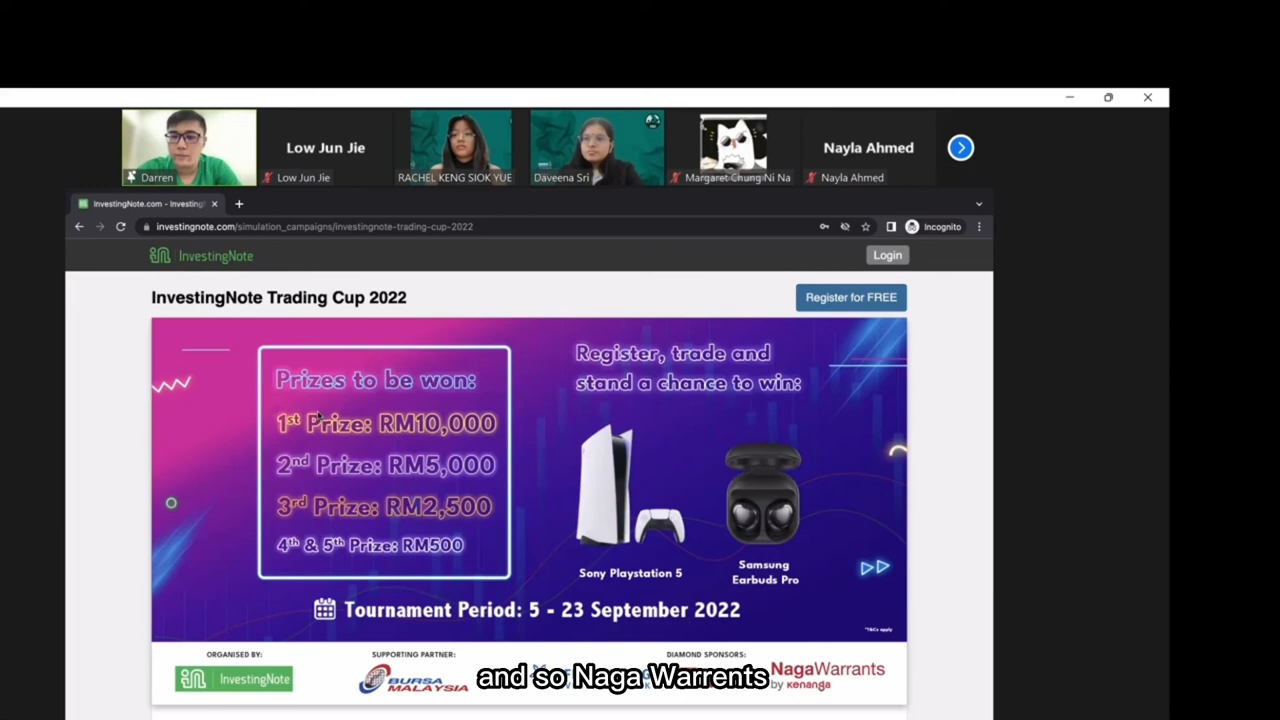 Low Jun Jie
Nayla Ahmed
Darren
Low Jun Jie
RACHEL KENG SIOK YUE
Daveena Sri
Margaret Chung Ni Na
Nayla Ahmed
InvestingNote.com - Investing
investingnote.com/simulation_campaigns/investingnote-trading-cup-2022
Incognito
InvestingNote
Login
InvestingNote Trading Cup 2022
Register for FREE
Prizes to be won:
1st Prize: RM10,000
2nd Prize: RM5,000
3rd Prize: RM2,500
4th & 5th Prize: RM500
Register, trade and
stand a chance to win:
Sony Playstation 5
Samsung
Earbuds Pro
Tournament Period: 5 - 23 September 2022
*T&Cs apply
ORGANISED BY:
SUPPORTING PARTNER:
DIAMOND SPONSORS:
InvestingNote
BURSA
MALAYSIA
NagaWarrants
by kenanga
and so Naga Warrents